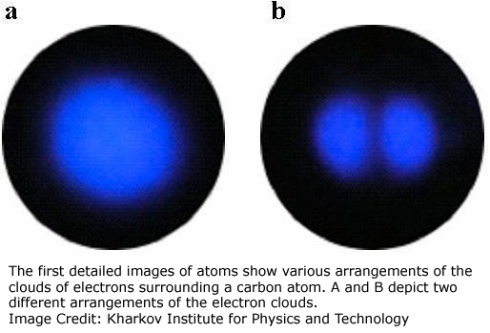 a b
The first detailed images of atoms show various arrangements of the
clouds of electrons surrounding a carbon atom. A and B depict two
different arrangements of the electron clouds.
Image Credit: Kharkov Institute for Physics and Technology